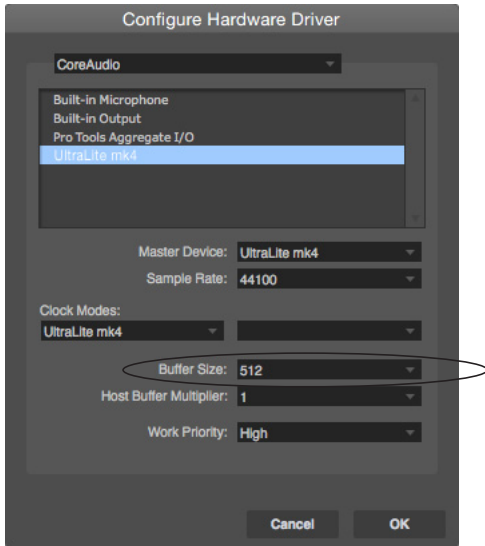 Configure Hardware Driver
CoreAudio
Built-in Microphone
Built-in Output
Pro Tools Aggregate I/O
UltraLite mk4
Master Device: UltraLite mk4
Sample Rate: 44100
Clock Modes:
UltraLite mk4
Buffer Size: 512
Host Buffer Multiplier: 1
Work Priority: High
Cancel OK